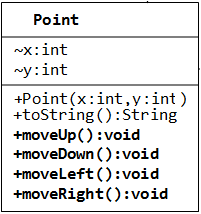 Point
~x:int
~y:int
+Point(x:int,y:int)
+toString():String
+moveUp():void
+moveDown():void
+moveLeft():void
+moveRight():void